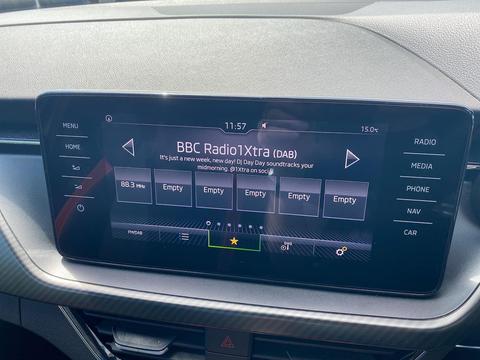 11:57
15.0°c
MENU
HOME
BBC Radio1Xtra (DAB)
It's just a new week, new day! DJ Day Day soundtracks your
midmorning. @1Xtra on social
88.3 MHz
Empty
Empty
Empty
Empty
Empty
FM/DAB
RADIO
MEDIA
PHONE
NAV
CAR